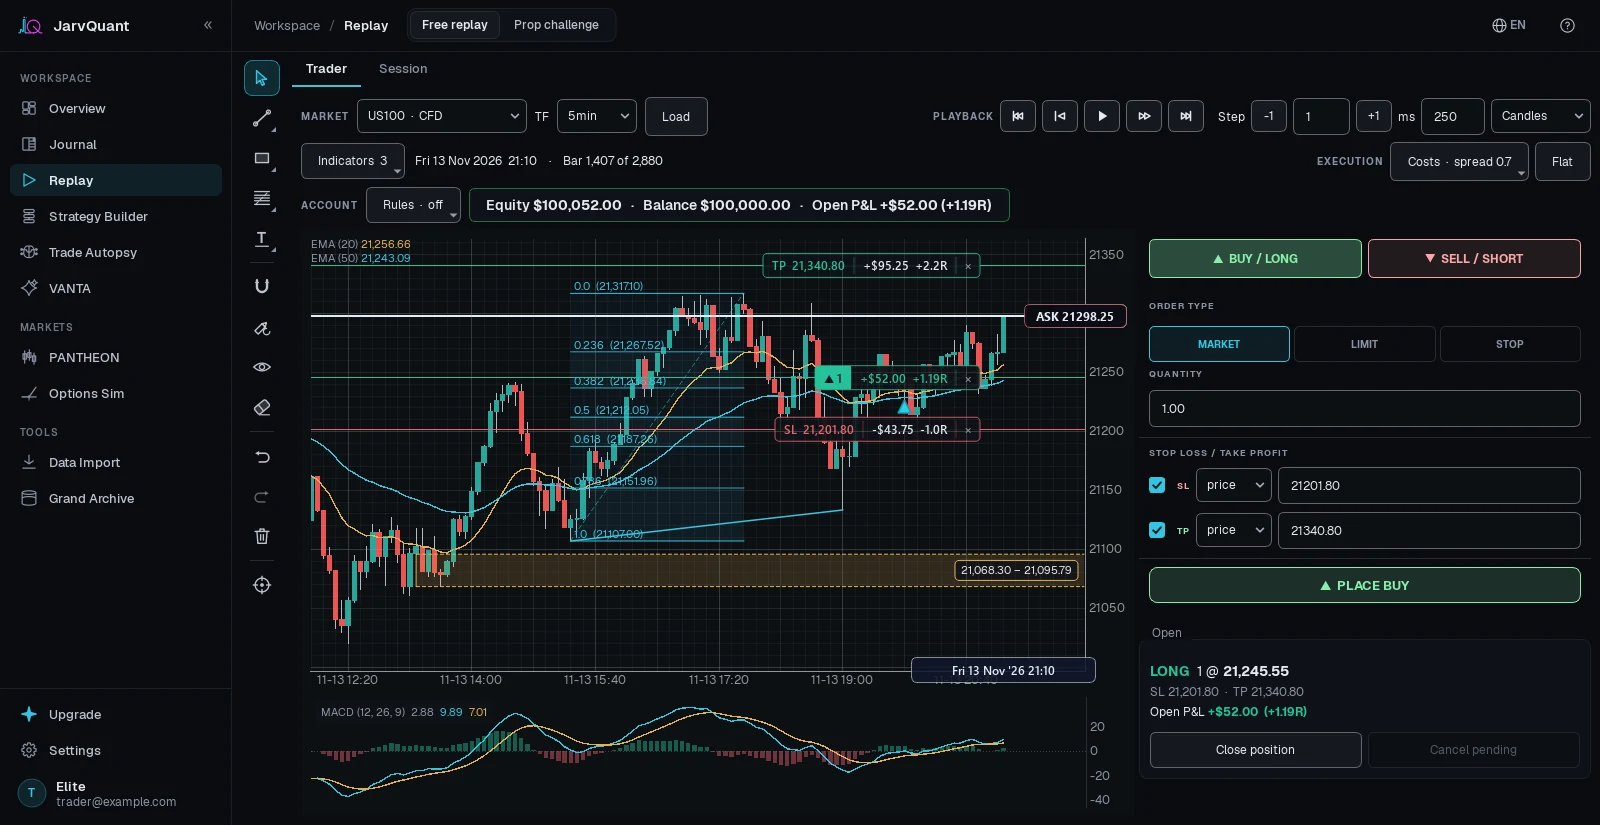 JarvQuant
«
Workspace / Replay
Free replay
Prop challenge
EN
WORKSPACE
Overview
Journal
Replay
Strategy Builder
Trade Autopsy
VANTA
MARKETS
PANTHEON
Options Sim
TOOLS
Data Import
Grand Archive
Upgrade
Settings
T
Elite
trader@example.com
Trader
Session
MARKET
US100 · CFD
TF
5min
Load
PLAYBACK
Step
-1
1
+1
ms
250
Candles
Indicators 3
Fri 13 Nov 2026 21:10 · Bar 1,407 of 2,880
EXECUTION
Costs · spread 0.7
Flat
ACCOUNT
Rules · off
Equity $100,052.00 · Balance $100,000.00 · Open P&L +$52.00 (+1.19R)
EMA (20) 21,256.66
EMA (50) 21,243.09
TP 21,340.80 +$95.25 +2.2R ×
0.0 (21,317.10)
0.236 (21,267.52)
0.5 (21,212.05)
1.0 (21107.00)
▲1 +$52.00 +1.19R ×
SL 21,201.80 -$43.75 -1.0R ×
21,068.30 – 21,095.79
21350
ASK 21298.25
21250
21200
21150
21100
21050
Fri 13 Nov '26 21:10
11-13 12:20
11-13 14:00
11-13 15:40
11-13 17:20
11-13 19:00
MACD (12, 26, 9) 2.88 9.89 7.01
20
0
-20
-40
▲ BUY / LONG
▼ SELL / SHORT
ORDER TYPE
MARKET
LIMIT
STOP
QUANTITY
1.00
STOP LOSS / TAKE PROFIT
SL
price
21201.80
TP
price
21340.80
▲ PLACE BUY
Open
LONG 1 @ 21,245.55
SL 21,201.80 · TP 21,340.80
Open P&L +$52.00 (+1.19R)
Close position
Cancel pending